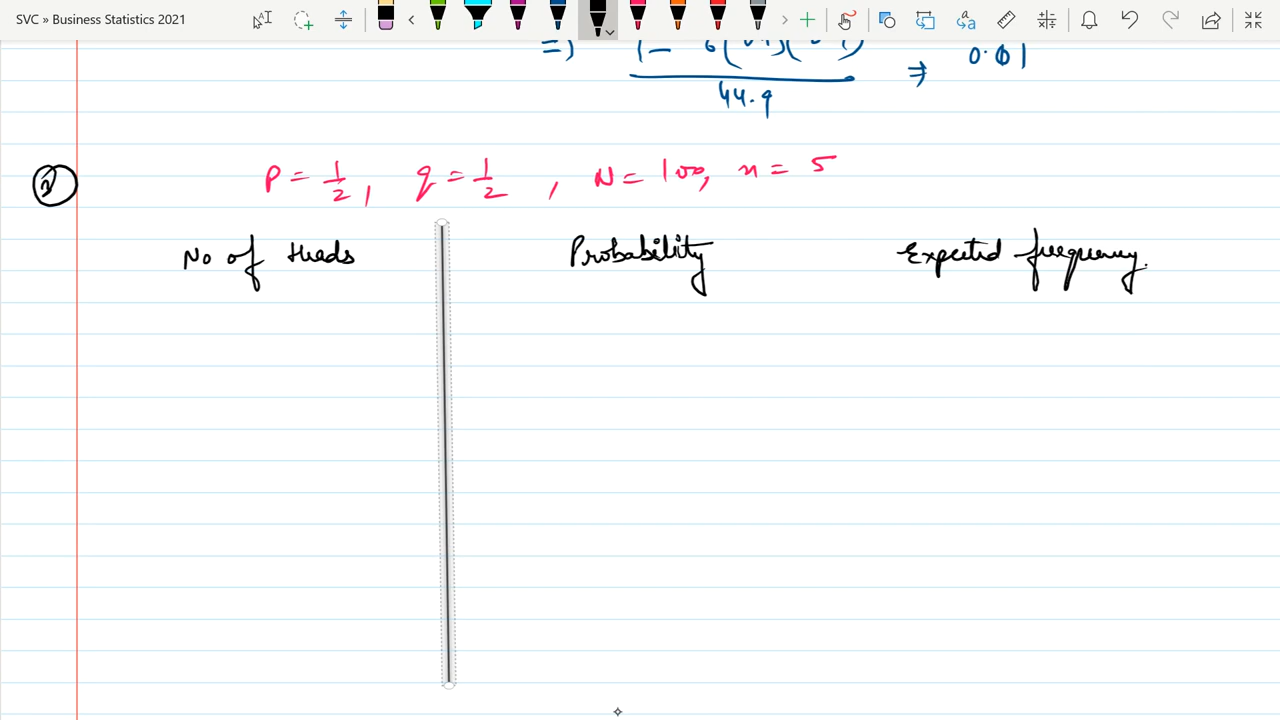 SVC » Business Statistics 2021
44.9
⇒ 0.01
P = 1/2, q = 1/2, N = 100, n = 5
No of Heads Probability Expected frequency.